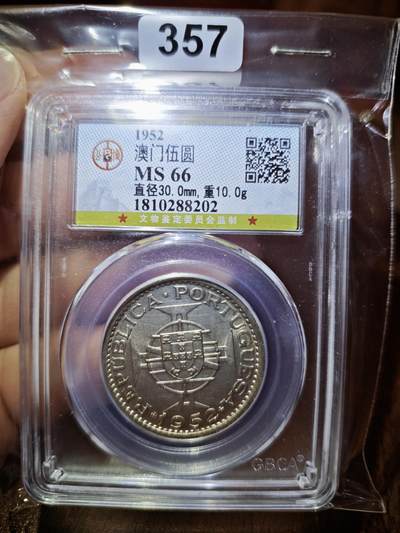 357
1952
澳门伍圆
MS 66
直径30.0mm,重10.0g
1810288202
★ 文物鉴定委员会监制 ★
REPÚBLICA · PORTUGUESA
·1952·
GBCA®